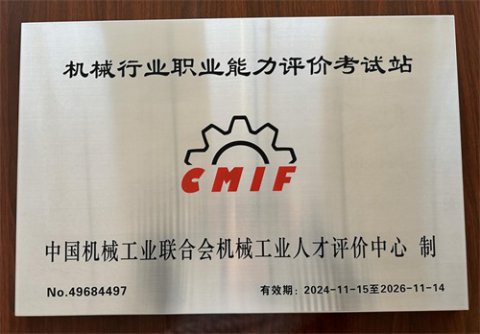 机械行业职业能力评价考试站
CMIF
中国机械工业联合会机械工业人才评价中心 制
No.49684497
有效期：2024-11-15至2026-11-14